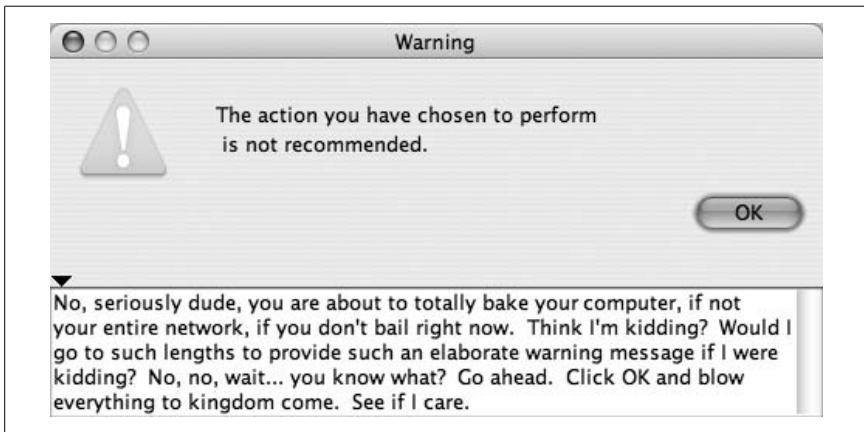 Warning
The action you have chosen to perform
is not recommended.
OK
No, seriously dude, you are about to totally bake your computer, if not
your entire network, if you don't bail right now. Think I'm kidding? Would I
go to such lengths to provide such an elaborate warning message if I were
kidding? No, no, wait... you know what? Go ahead. Click OK and blow
everything to kingdom come. See if I care.